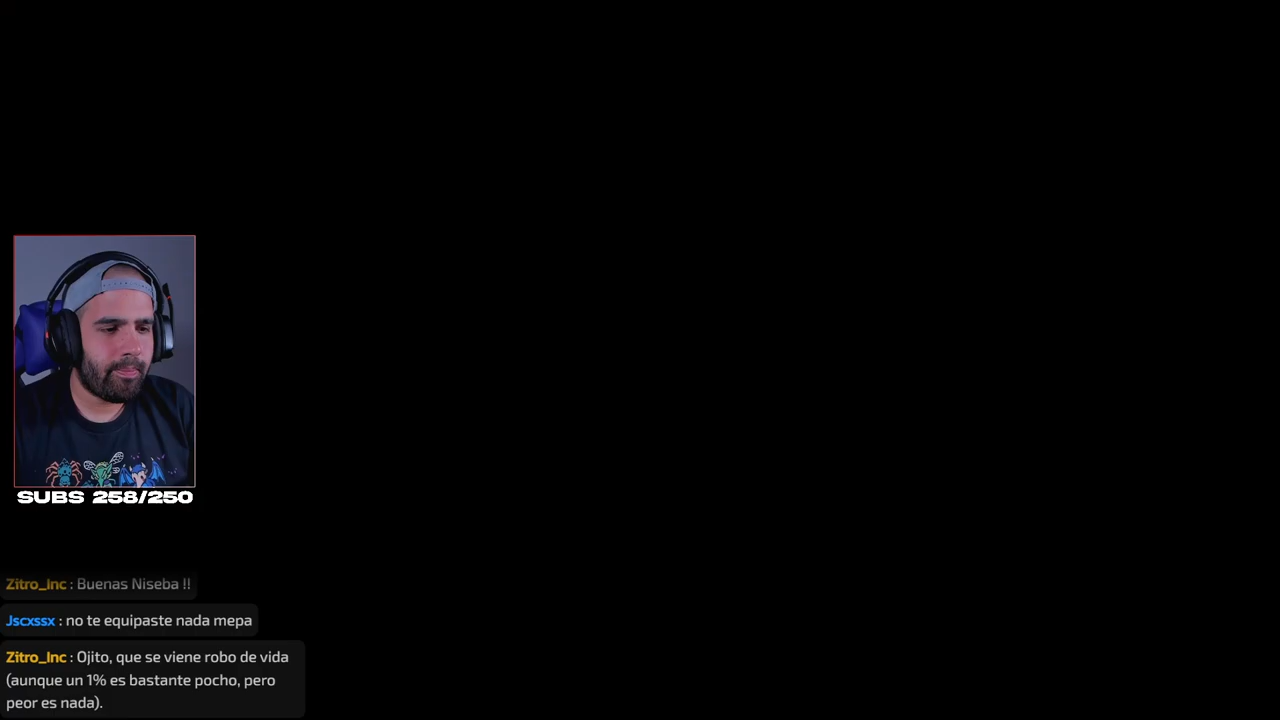 SUBS 258/250
Zitro_Inc : Buenas Niseba !!
Jscxssx : no te equipaste nada mepa
Zitro_Inc : Ojito, que se viene robo de vida
(aunque un 1% es bastante pocho, pero
peor es nada).